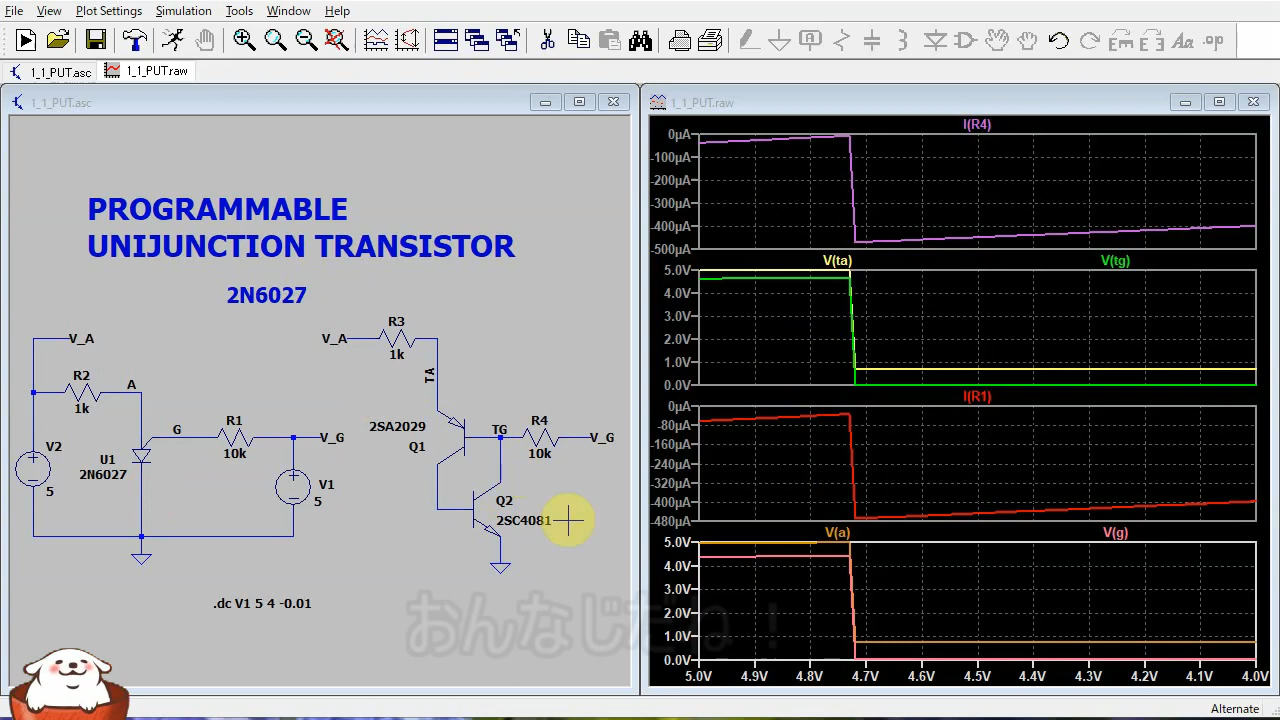 File View Plot Settings Simulation Tools Window Help
1_1_PUT.asc 1_1_PUT.raw
1_1_PUT.asc
PROGRAMMABLE
UNIJUNCTION TRANSISTOR
2N6027
V_A
R2
A
1k
G
R1
V_G
10k
V2
5
U1
2N6027
V1
5
V_A
R3
1k
TA
2SA2029
Q1
TG
R4
V_G
10k
Q2
2SC4081
.dc V1 5 4 -0.01
おんなじだね！
1_1_PUT.raw
I(R4)
0µA
-100µA
-200µA
-300µA
-400µA
-500µA
V(ta) V(tg)
5.0V
4.0V
3.0V
2.0V
1.0V
0.0V
I(R1)
0µA
-80µA
-160µA
-240µA
-320µA
-400µA
-480µA
V(a) V(g)
5.0V
4.0V
3.0V
2.0V
1.0V
0.0V
5.0V 4.9V 4.8V 4.7V 4.6V 4.5V 4.4V 4.3V 4.2V 4.1V 4.0V
Alternate